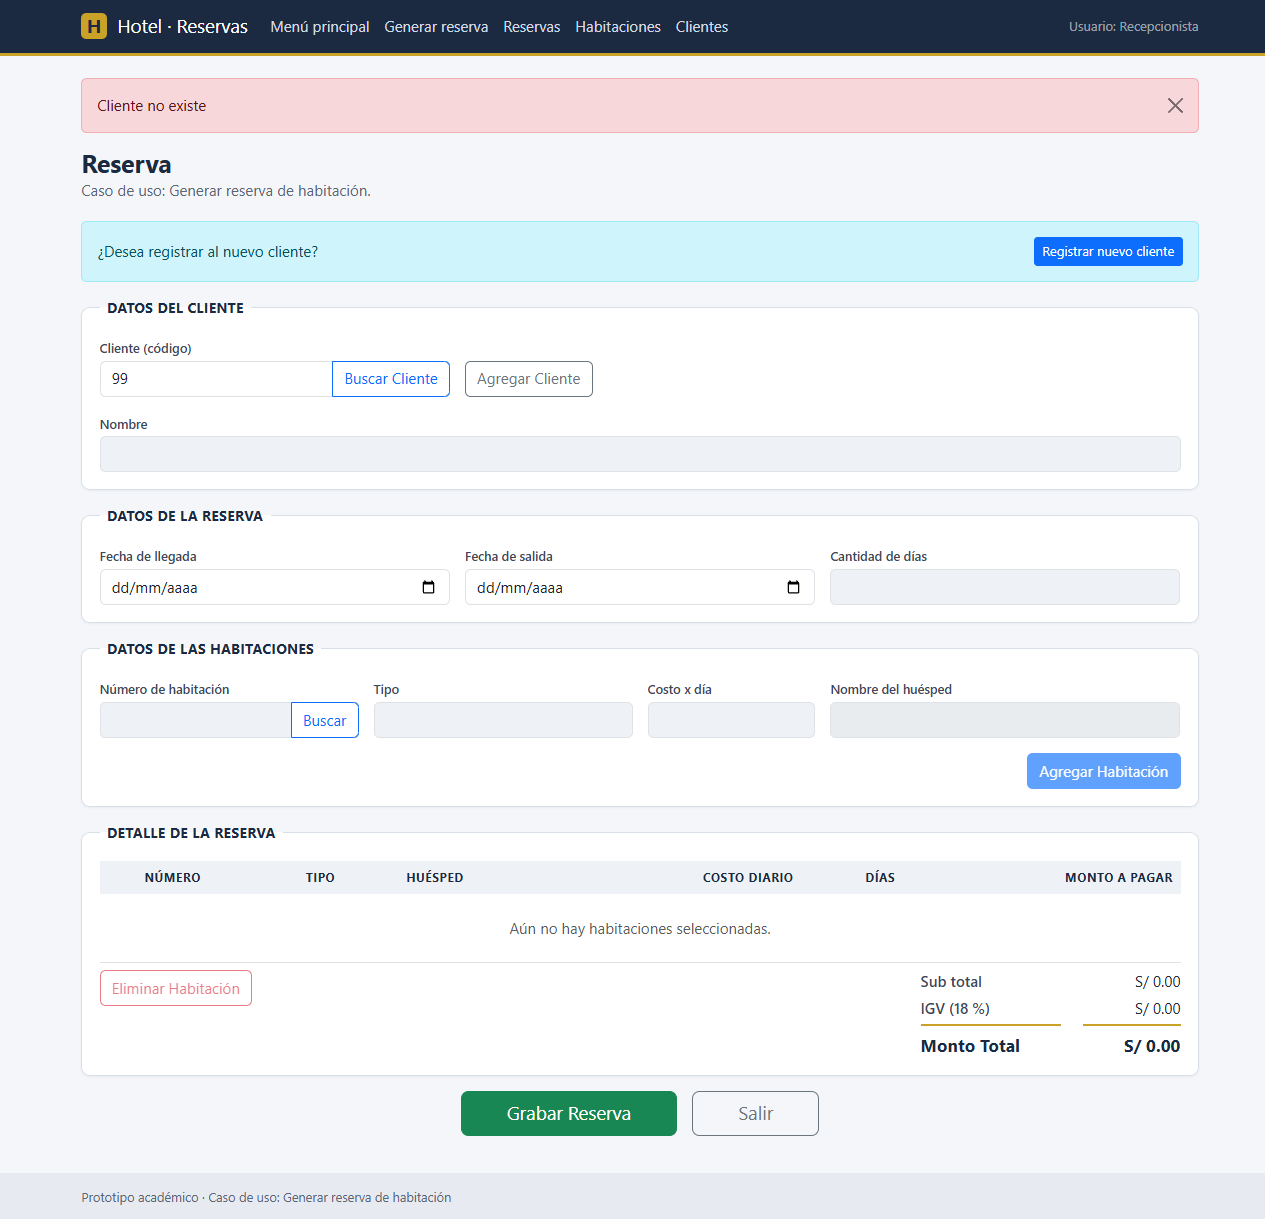 H Hotel · Reservas Menú principal Generar reserva Reservas Habitaciones Clientes Usuario: Recepcionista
Cliente no existe
Reserva
Caso de uso: Generar reserva de habitación.
¿Desea registrar al nuevo cliente? Registrar nuevo cliente
DATOS DEL CLIENTE
Cliente (código)
99 Buscar Cliente Agregar Cliente
Nombre
DATOS DE LA RESERVA
Fecha de llegada Fecha de salida Cantidad de días
dd/mm/aaaa dd/mm/aaaa
DATOS DE LAS HABITACIONES
Número de habitación Tipo Costo x día Nombre del huésped
Buscar
Agregar Habitación
DETALLE DE LA RESERVA
NÚMERO TIPO HUÉSPED COSTO DIARIO DÍAS MONTO A PAGAR
Aún no hay habitaciones seleccionadas.
Eliminar Habitación
Sub total S/ 0.00
IGV (18 %) S/ 0.00
Monto Total S/ 0.00
Grabar Reserva Salir
Prototipo académico · Caso de uso: Generar reserva de habitación